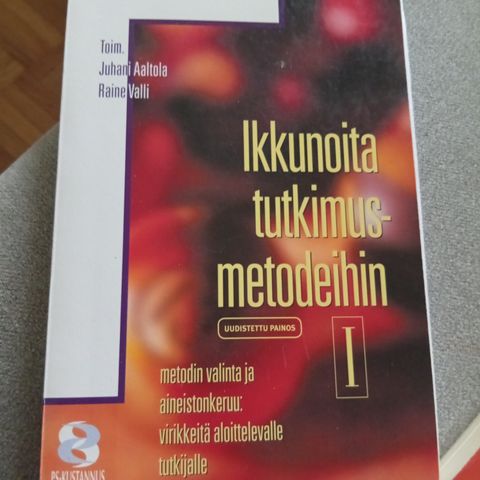 Toim.
Juhani Aaltola
Raine Valli
Ikkunoita
tutkimus-
metodeihin
UUDISTETTU PAINOS
I
metodin valinta ja
aineistonkeruu:
virikkeitä aloittelevalle
tutkijalle
PS-KUSTANNUS